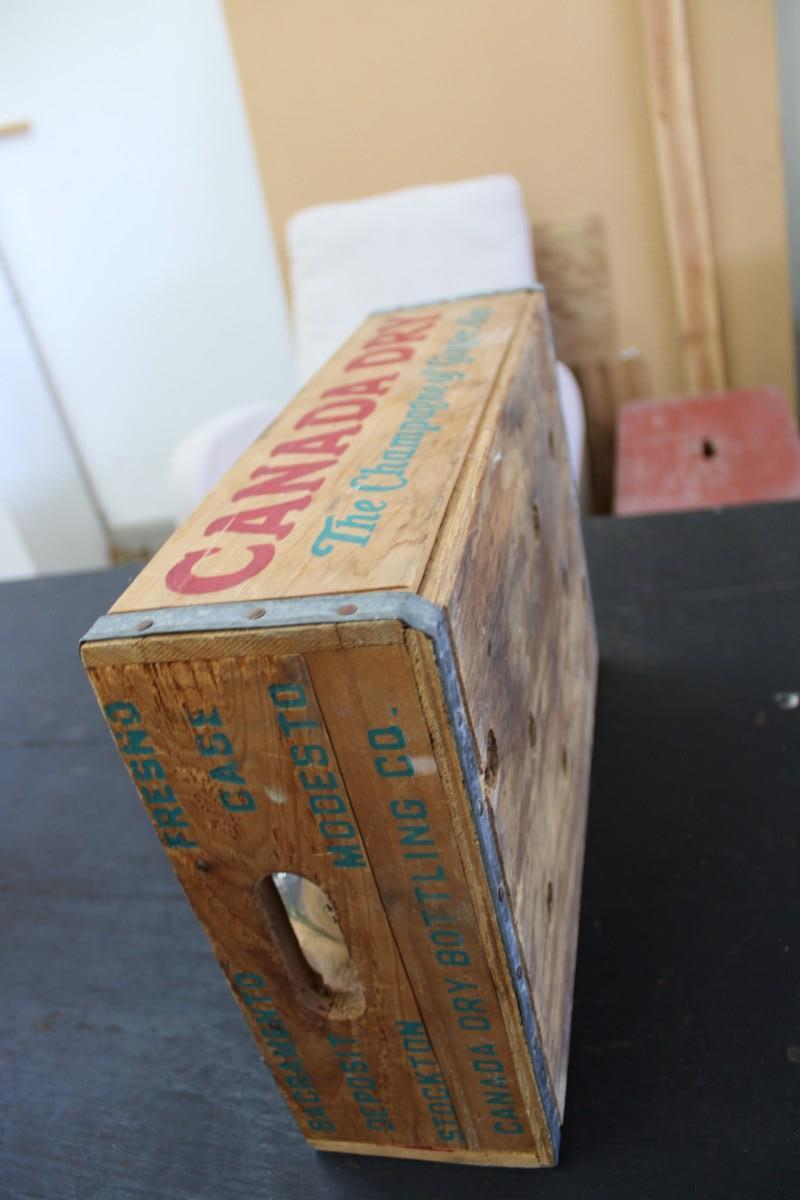 CANADA DRY
The Champagne of Ginger Ales
SACRAMENTO FRESNO
DEPOSIT CASE
STOCKTON MODESTO
CANADA DRY BOTTLING CO.